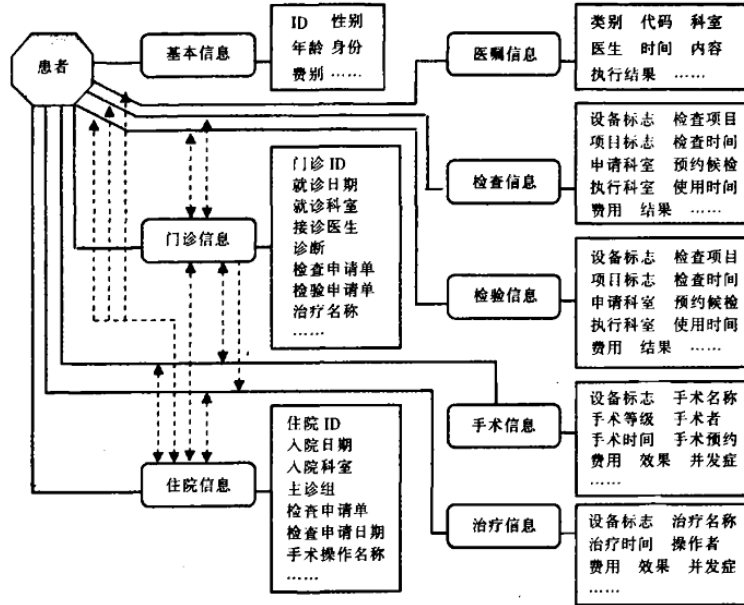 患者
基本信息
ID 性别
年龄 身份
费别 ……
医嘱信息
类别 代码 科室
医生 时间 内容
执行结果 ……
检查信息
设备标志 检查项目
项目标志 检查时间
申请科室 预约候检
执行科室 使用时间
费用 结果 ……
门诊信息
门诊 ID
就诊日期
就诊科室
接诊医生
诊断
检查申请单
检验申请单
治疗名称
……
检验信息
设备标志 检查项目
项目标志 检查时间
申请科室 预约候检
执行科室 使用时间
费用 结果 ……
手术信息
设备标志 手术名称
手术等级 手术者
手术时间 手术预约
费用 效果 并发症
……
住院信息
住院 ID
入院日期
入院科室
主诊组
检查申请单
检查申请日期
手术操作名称
……
治疗信息
设备标志 治疗名称
治疗时间 操作者
费用 效果 并发症
……